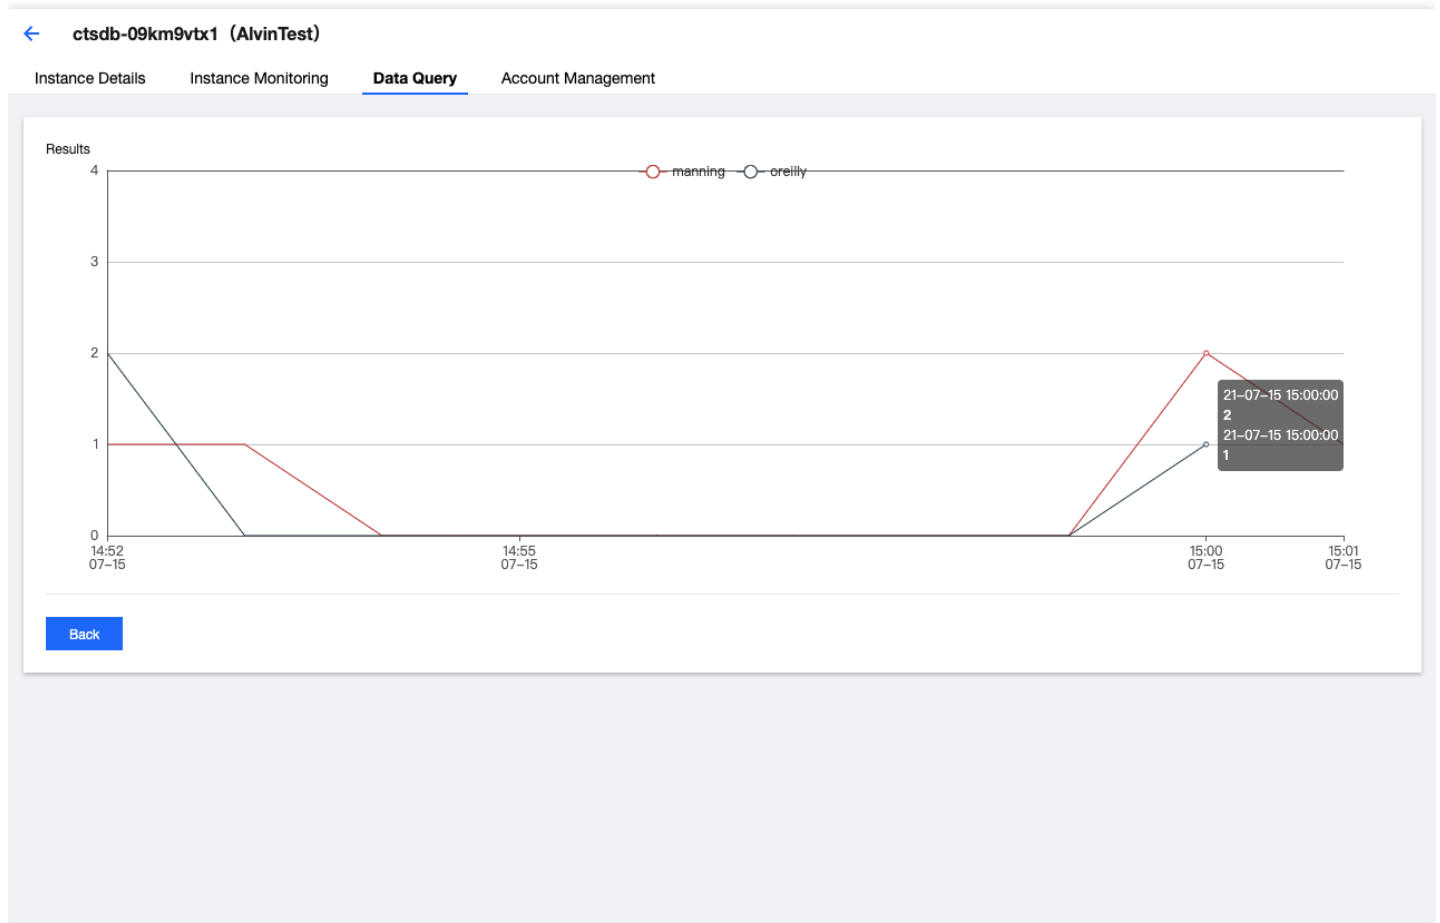 ctsdb-09km9vtx1（AlvinTest）
Instance Details Instance Monitoring Data Query Account Management
Results
manning oreilly
4
3
2
1
0
21-07-15 15:00:00
2
21-07-15 15:00:00
1
14:52 14:55 15:00 15:01
07-15 07-15 07-15 07-15
Back